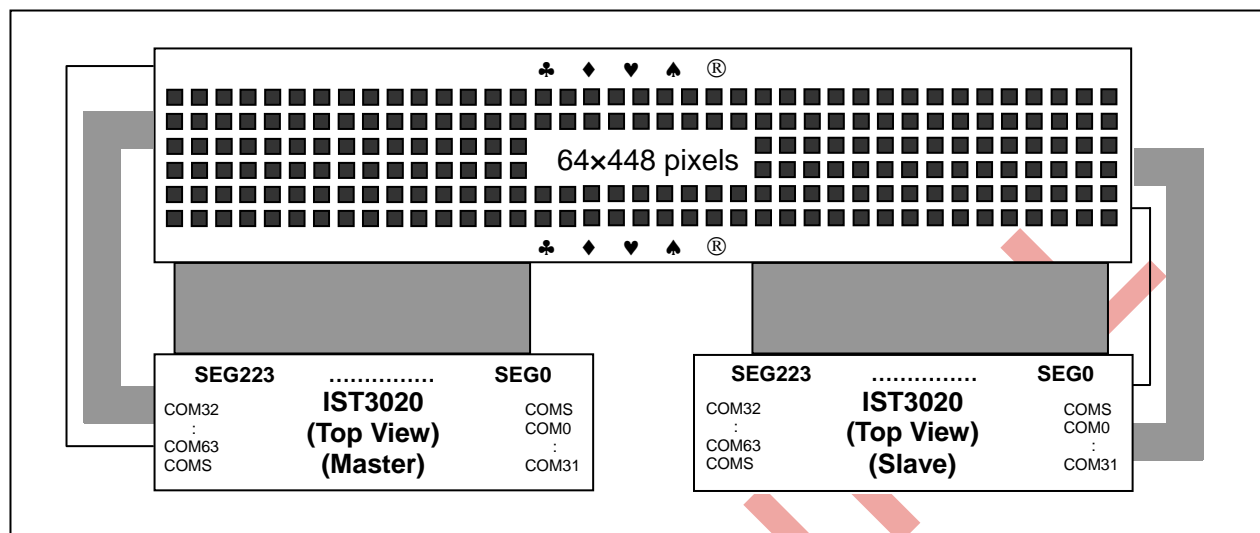 ♣ ♦ ♥ ♠ ®
64×448 pixels
♣ ♦ ♥ ♠ ®
SEG223 ............... SEG0
COM32
:
COM63
COMS
IST3020
(Top View)
(Master)
COMS
COM0
:
COM31
SEG223 ............... SEG0
COM32
:
COM63
COMS
IST3020
(Top View)
(Slave)
COMS
COM0
:
COM31